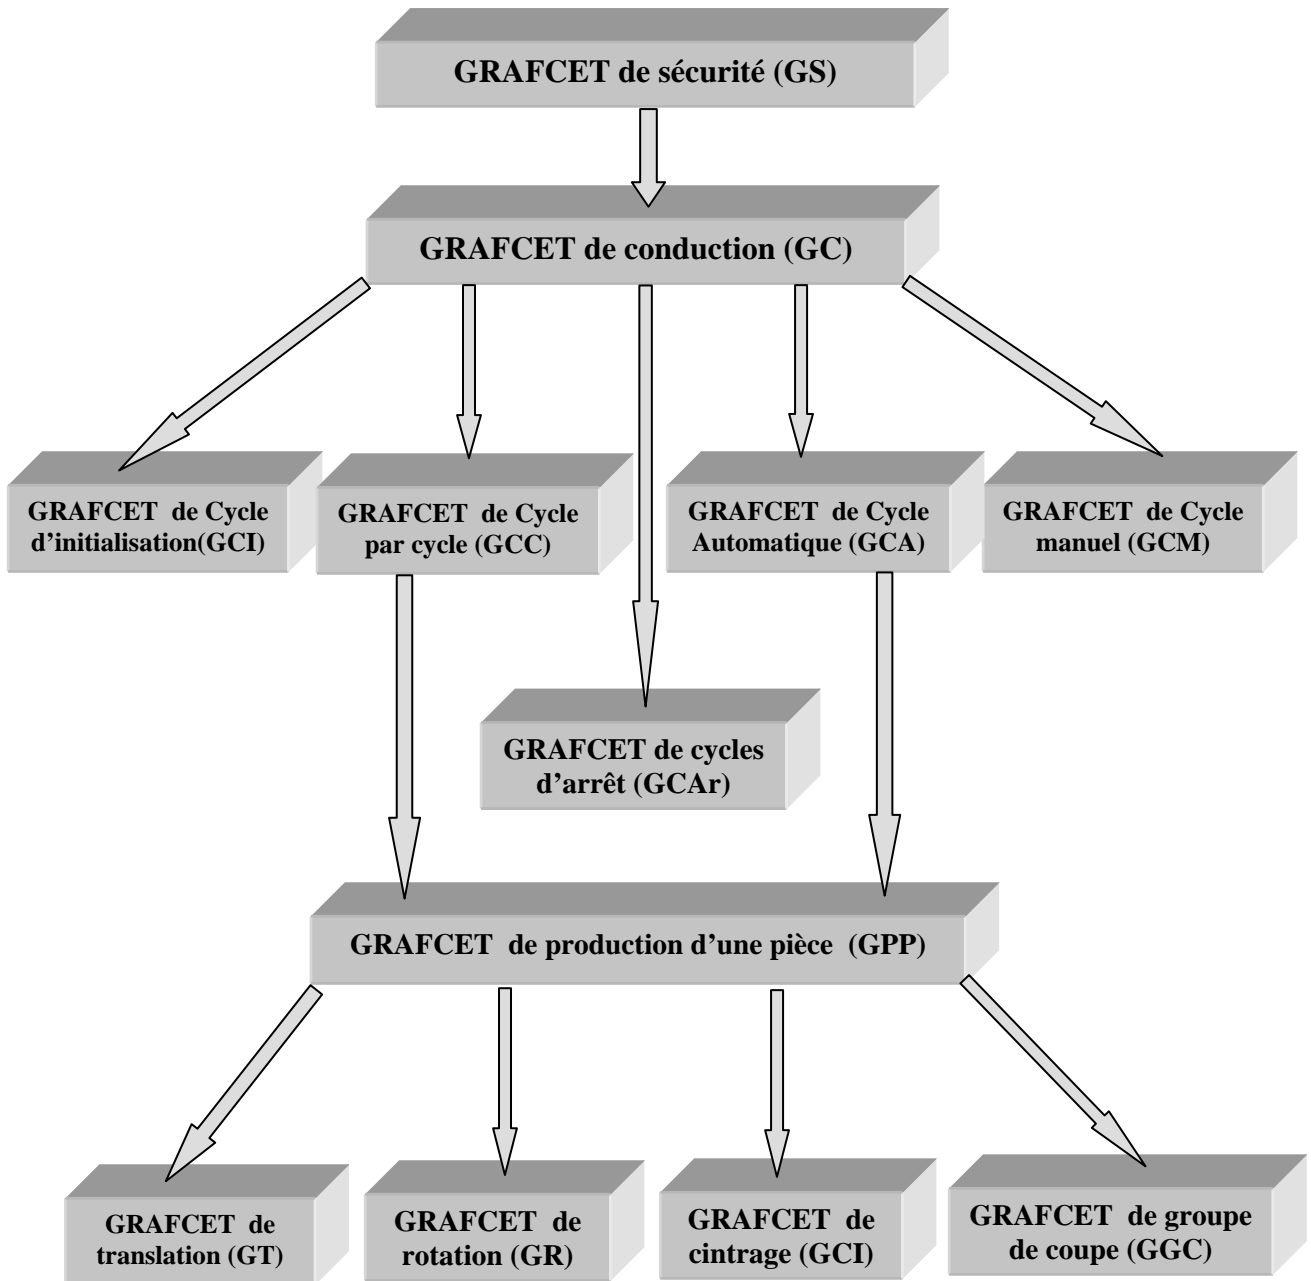 GRAFCET de sécurité (GS)
GRAFCET de conduction (GC)
GRAFCET de Cycle
d’initialisation(GCI)
GRAFCET de Cycle
par cycle (GCC)
GRAFCET de Cycle
Automatique (GCA)
GRAFCET de Cycle
manuel (GCM)
GRAFCET de cycles
d’arrêt (GCAr)
GRAFCET de production d’une pièce (GPP)
GRAFCET de
translation (GT)
GRAFCET de
rotation (GR)
GRAFCET de
cintrage (GCI)
GRAFCET de groupe
de coupe (GGC)